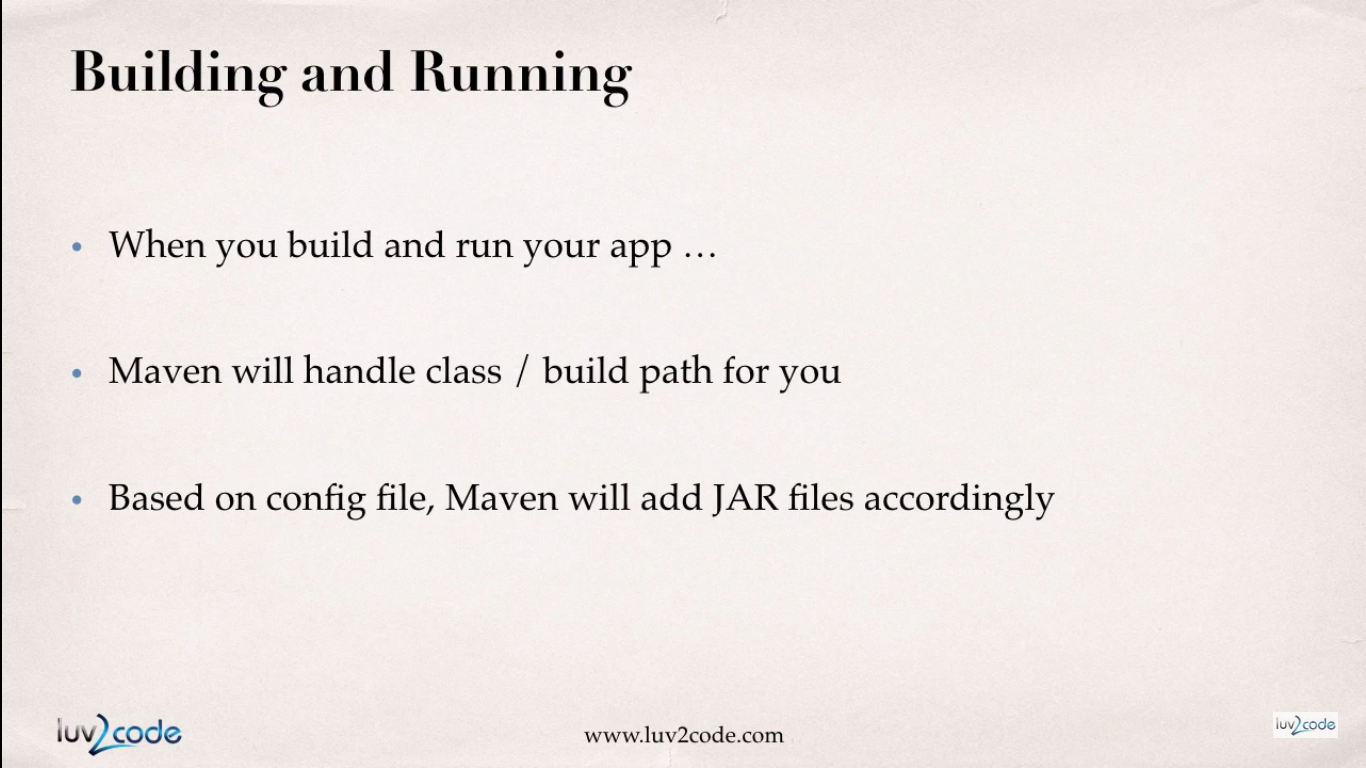 Building and Running
• When you build and run your app …
• Maven will handle class / build path for you
• Based on config file, Maven will add JAR files accordingly
luv2code
www.luv2code.com
luv2code